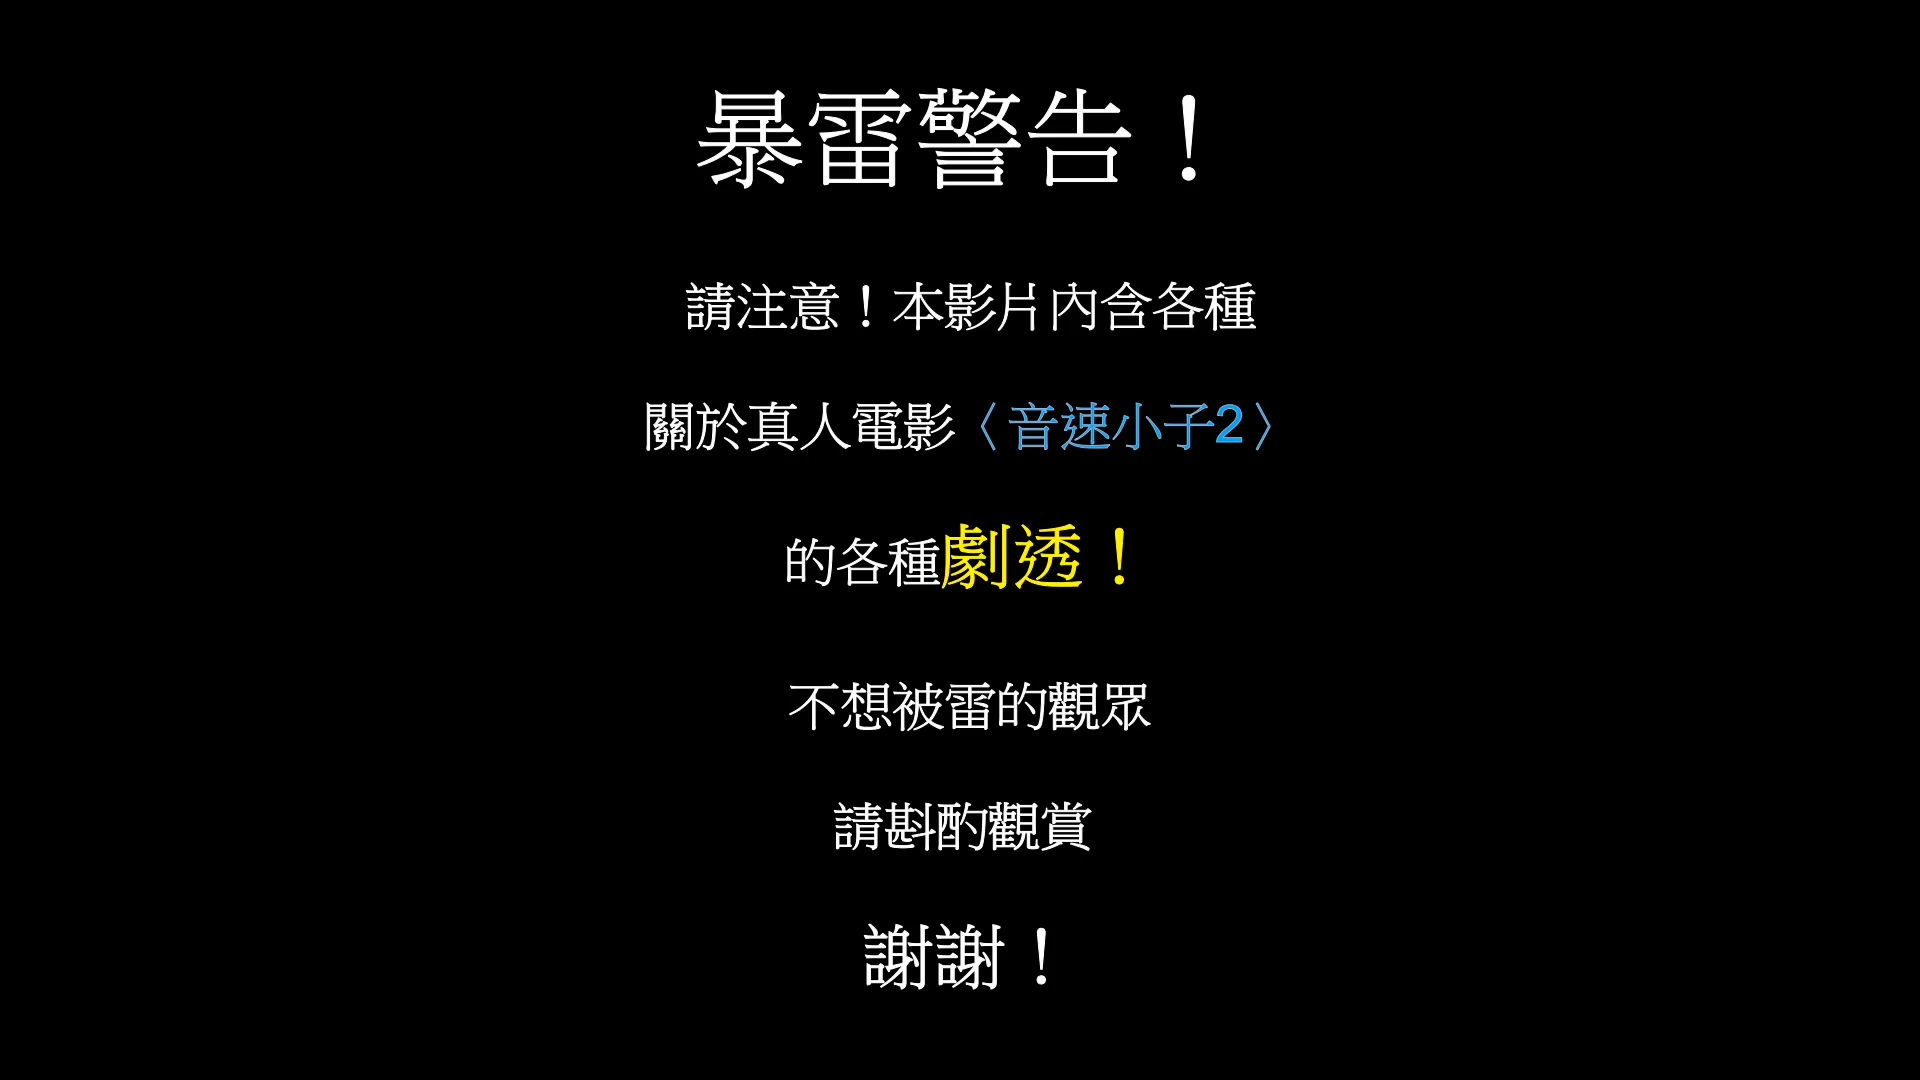 暴雷警告！
請注意！本影片內含各種
關於真人電影〈音速小子2〉
的各種劇透！
不想被雷的觀眾
請斟酌觀賞
謝謝！